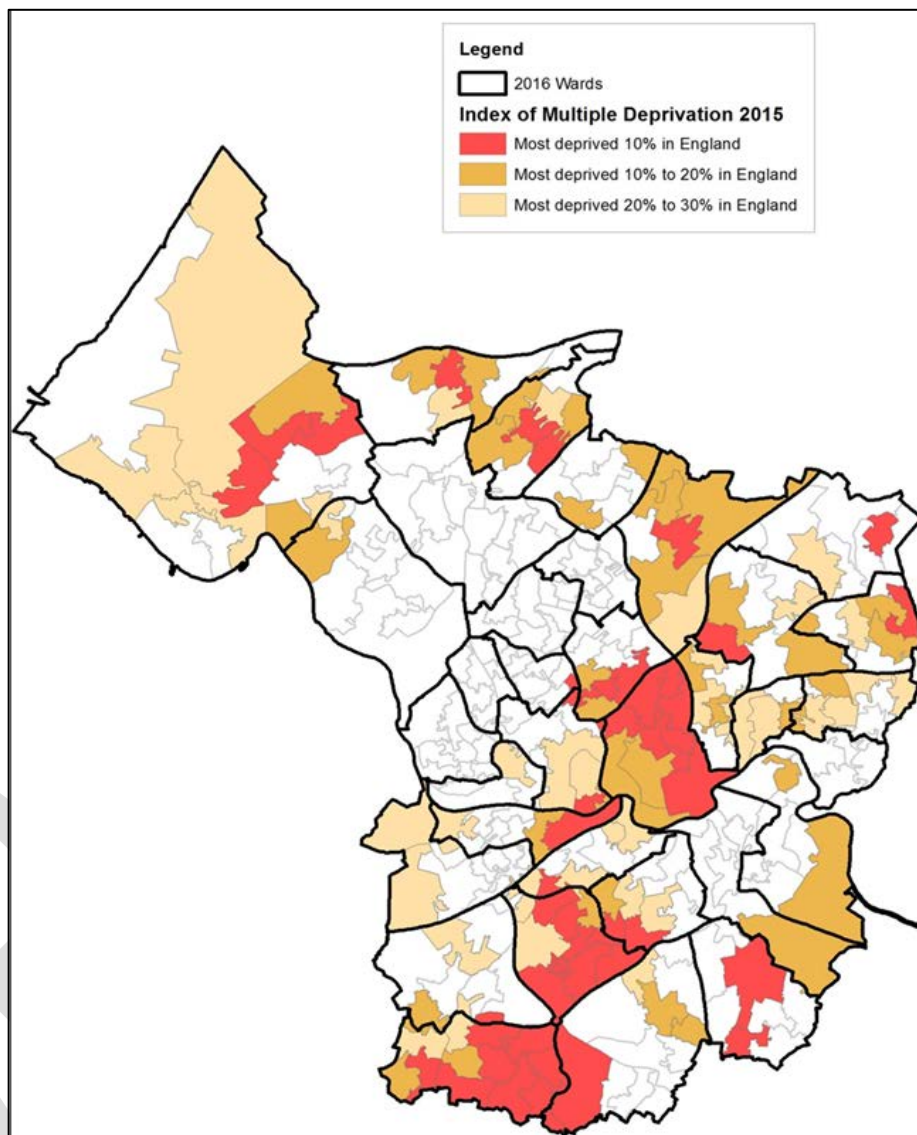 Legend
2016 Wards
Index of Multiple Deprivation 2015
Most deprived 10% in England
Most deprived 10% to 20% in England
Most deprived 20% to 30% in England